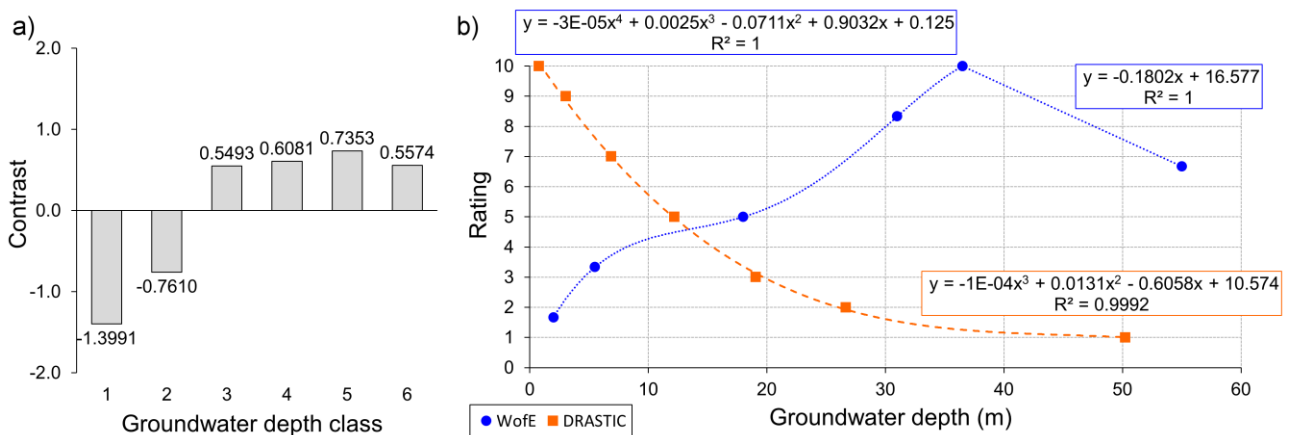 a)
2.0
1.0
0.0
-1.0
-2.0
Contrast
-1.3991
-0.7610
0.5493
0.6081
0.7353
0.5574
1 2 3 4 5 6
Groundwater depth class
b)
y = -3E-05x⁴ + 0.0025x³ - 0.0711x² + 0.9032x + 0.125
R² = 1
y = -0.1802x + 16.577
R² = 1
y = -1E-04x³ + 0.0131x² - 0.6058x + 10.574
R² = 0.9992
10
9
8
7
6
5
4
3
2
1
0
Rating
0 10 20 30 40 50 60
Groundwater depth (m)
WofE DRASTIC